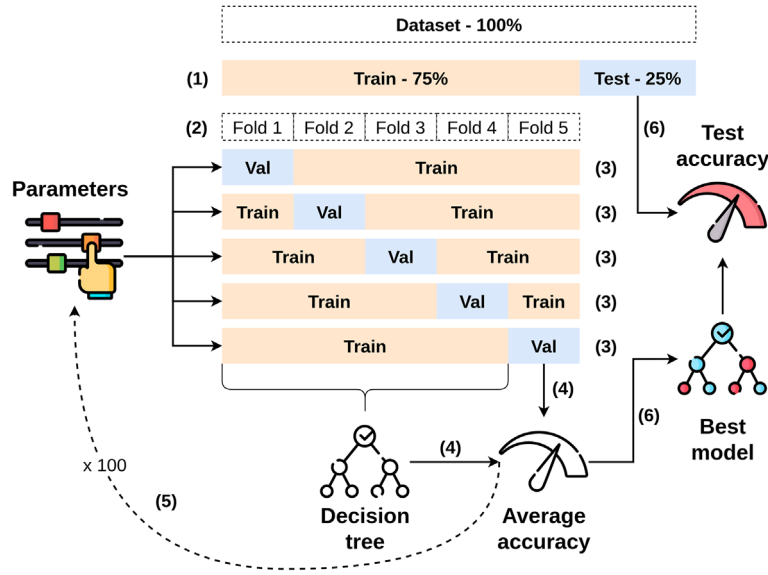 Dataset - 100%
(1)
Train - 75%
Test - 25%
(2)
Fold 1
Fold 2
Fold 3
Fold 4
Fold 5
(6)
Test
accuracy
Val
Train
(3)
Parameters
Train
Val
Train
(3)
Train
Val
Train
(3)
Train
Val
Train
(3)
Train
Val
(3)
(4)
(6)
Best
model
(4)
x 100
(5)
Decision
tree
Average
accuracy